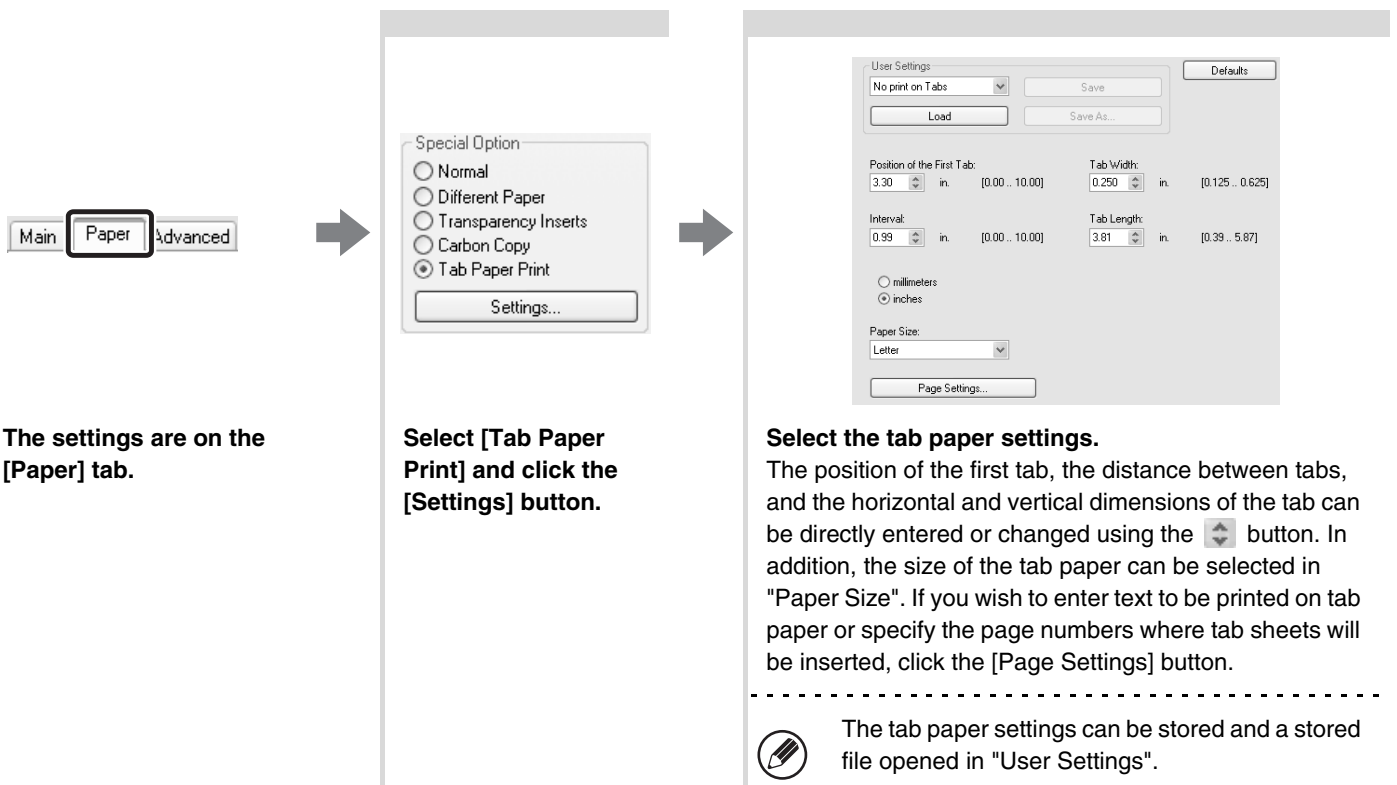 Main Paper Advanced
The settings are on the
[Paper] tab.
Special Option
Normal
Different Paper
Transparency Inserts
Carbon Copy
Tab Paper Print
Settings...
Select [Tab Paper
Print] and click the
[Settings] button.
User Settings
Defaults
No print on Tabs
Save
Load
Save As...
Position of the First Tab:
Tab Width:
3.30 in. [0.00 .. 10.00]
0.250 in. [0.125 .. 0.625]
Interval:
Tab Length:
0.99 in. [0.00 .. 10.00]
3.81 in. [0.39 .. 5.87]
millimeters
inches
Paper Size:
Letter
Page Settings...
Select the tab paper settings.
The position of the first tab, the distance between tabs,
and the horizontal and vertical dimensions of the tab can
be directly entered or changed using the button. In
addition, the size of the tab paper can be selected in
"Paper Size". If you wish to enter text to be printed on tab
paper or specify the page numbers where tab sheets will
be inserted, click the [Page Settings] button.
The tab paper settings can be stored and a stored
file opened in "User Settings".